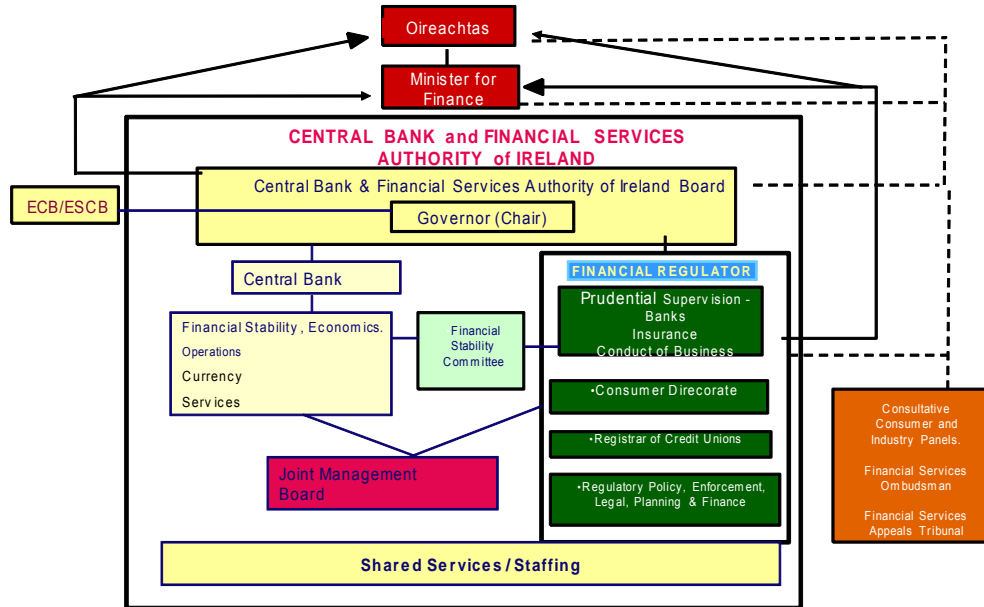 Oireachtas
Minister for
Finance
CENTRAL BANK and FINANCIAL SERVICES
AUTHORITY of IRELAND
Central Bank & Financial Services Authority of Ireland Board
Governor (Chair)
ECB/ESCB
Central Bank
Financial Stability, Economics.
Operations
Currency
Services
Financial
Stability
Committee
Joint Management
Board
FINANCIAL REGULATOR
Prudential Supervision -
Banks
Insurance
Conduct of Business
•Consumer Direcorate
•Registrar of Credit Unions
•Regulatory Policy, Enforcement,
Legal, Planning & Finance
Consultative
Consumer and
Industry Panels.
Financial Services
Ombudsman
Financial Services
Appeals Tribunal
Shared Services / Staffing